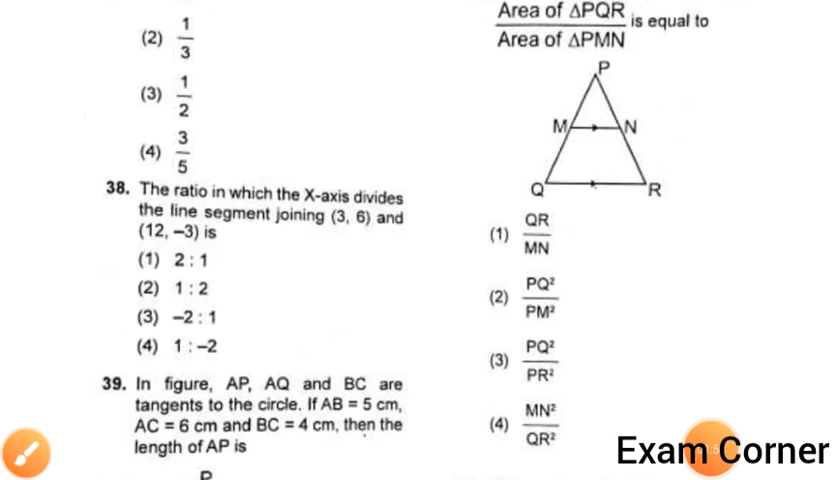 (2) 1/3
(3) 1/2
(4) 3/5
38. The ratio in which the X-axis divides
the line segment joining (3, 6) and
(12, –3) is
(1) 2 : 1
(2) 1 : 2
(3) –2 : 1
(4) 1 : –2
39. In figure, AP, AQ and BC are
tangents to the circle. If AB = 5 cm,
AC = 6 cm and BC = 4 cm, then the
length of AP is
P
Area of ΔPQR / Area of ΔPMN is equal to
P
M N
Q R
(1) QR/MN
(2) PQ²/PM²
(3) PQ²/PR²
(4) MN²/QR²
Exam Corner